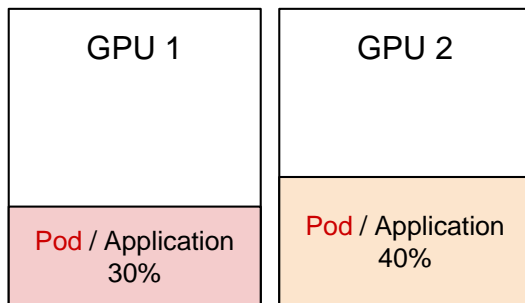 GPU 1
Pod / Application
30%
GPU 2
Pod / Application
40%